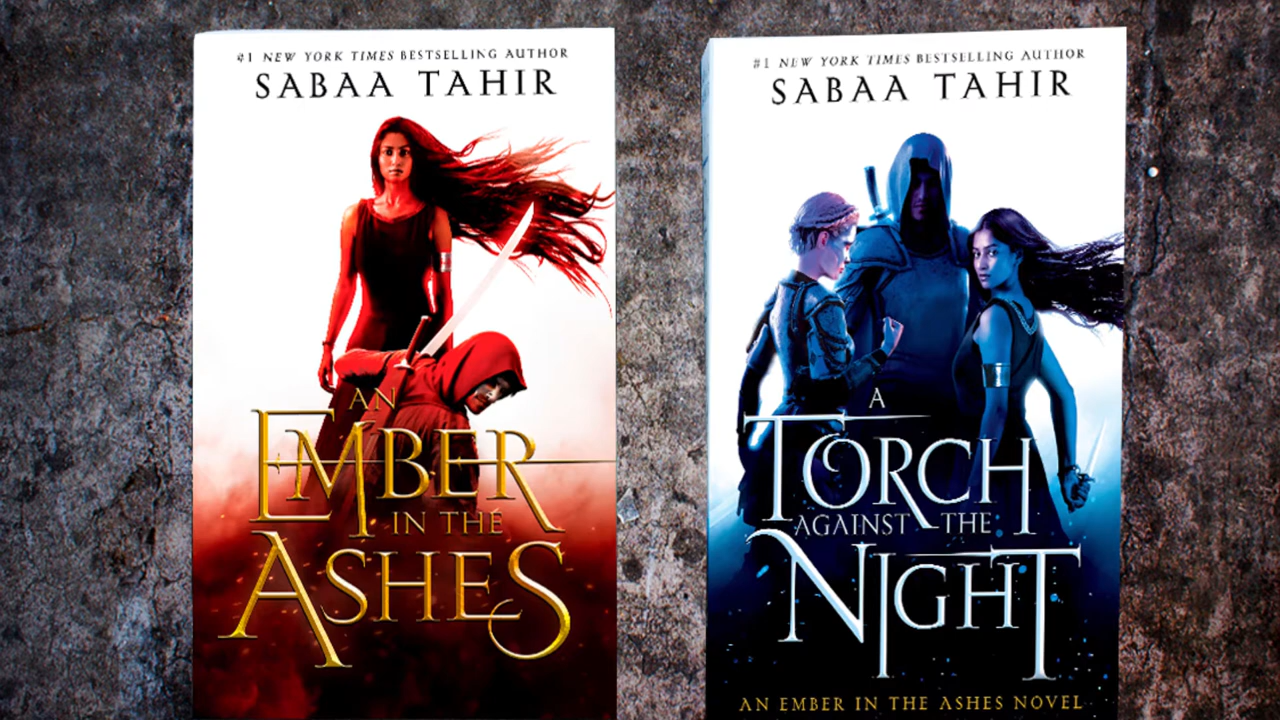 #1 NEW YORK TIMES BESTSELLING AUTHOR
SABAA TAHIR
AN
EMBER
IN THE
ASHES
#1 NEW YORK TIMES BESTSELLING AUTHOR
SABAA TAHIR
A
TORCH
AGAINST THE
NIGHT
AN EMBER IN THE ASHES NOVEL